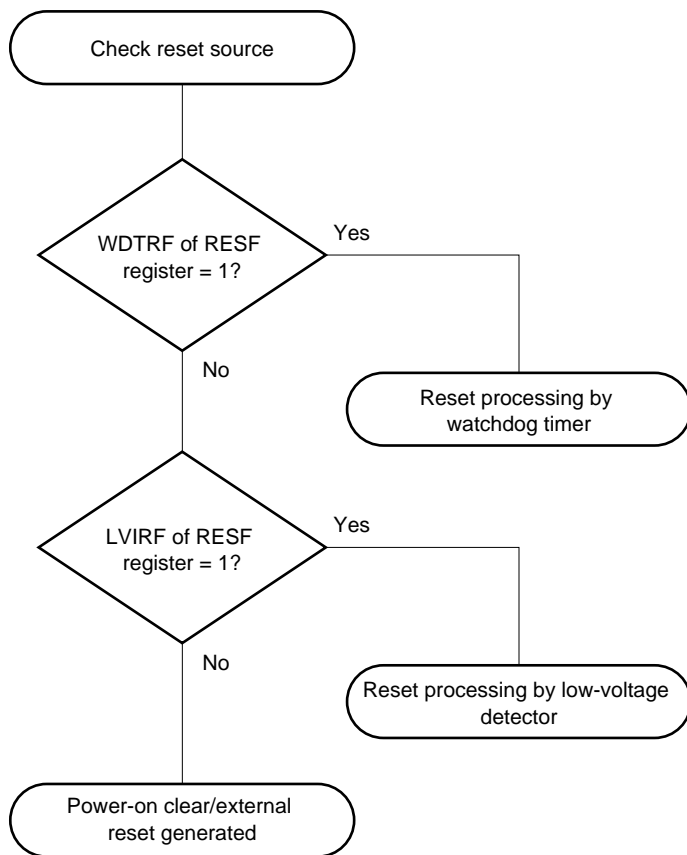 Check reset source
WDTRF of RESF
register = 1?
Yes
No
Reset processing by
watchdog timer
LVIRF of RESF
register = 1?
Yes
No
Reset processing by low-voltage
detector
Power-on clear/external
reset generated